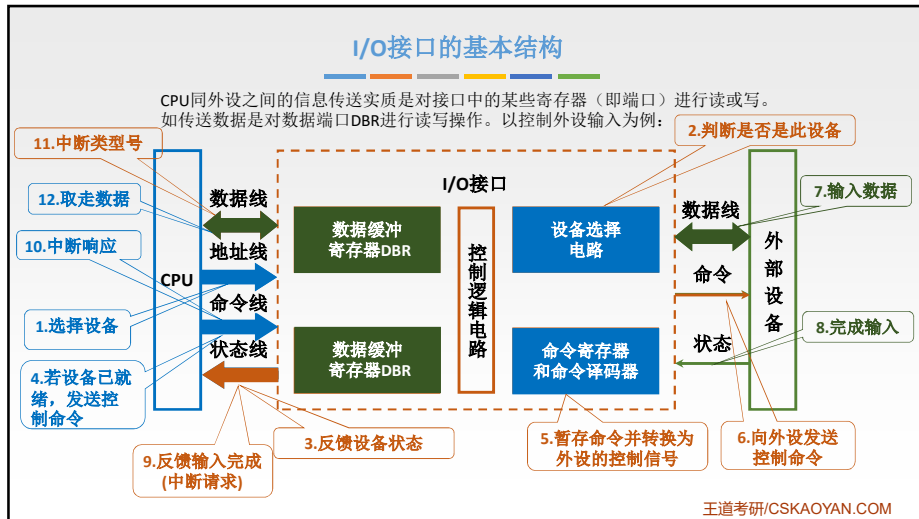 I/O接口的基本结构
CPU同外设之间的信息传送实质是对接口中的某些寄存器（即端口）进行读或写。
如传送数据是对数据端口DBR进行读写操作。以控制外设输入为例：
2.判断是否是此设备
11.中断类型号
I/O接口
7.输入数据
12.取走数据
数据线
数据线
10.中断响应
数据缓冲
寄存器DBR
控制逻辑电路
设备选择
电路
外部设备
地址线
CPU
命令
命令线
1.选择设备
8.完成输入
状态线
状态
数据缓冲
寄存器DBR
命令寄存器
和命令译码器
4.若设备已就
绪，发送控
制命令
3.反馈设备状态
5.暂存命令并转换为
外设的控制信号
6.向外设发送
控制命令
9.反馈输入完成
(中断请求)
王道考研/CSKAOYAN.COM